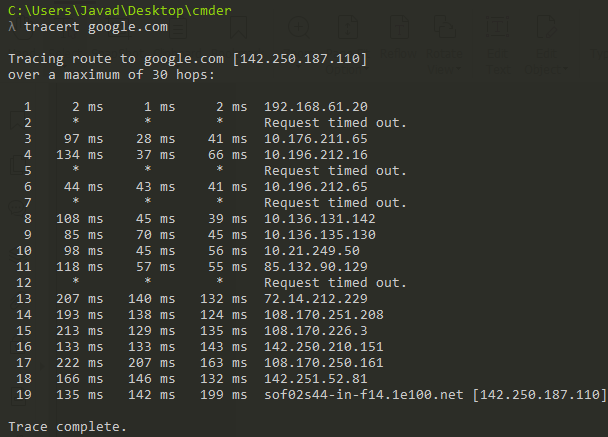 C:\Users\Javad\Desktop\cmder
λ tracert google.com
Tracing route to google.com [142.250.187.110]
over a maximum of 30 hops:
1 2 ms 1 ms 2 ms 192.168.61.20
2 * * * Request timed out.
3 97 ms 28 ms 41 ms 10.176.211.65
4 134 ms 37 ms 66 ms 10.196.212.16
5 * * * Request timed out.
6 44 ms 43 ms 41 ms 10.196.212.65
7 * * * Request timed out.
8 108 ms 45 ms 39 ms 10.136.131.142
9 85 ms 70 ms 45 ms 10.136.135.130
10 98 ms 45 ms 56 ms 10.21.249.50
11 118 ms 57 ms 55 ms 85.132.90.129
12 * * * Request timed out.
13 207 ms 140 ms 132 ms 72.14.212.229
14 193 ms 138 ms 124 ms 108.170.251.208
15 213 ms 129 ms 135 ms 108.170.226.3
16 133 ms 133 ms 143 ms 142.250.210.151
17 222 ms 207 ms 163 ms 108.170.250.161
18 166 ms 146 ms 132 ms 142.251.52.81
19 135 ms 142 ms 199 ms sof02s44-in-f14.1e100.net [142.250.187.110]
Trace complete.